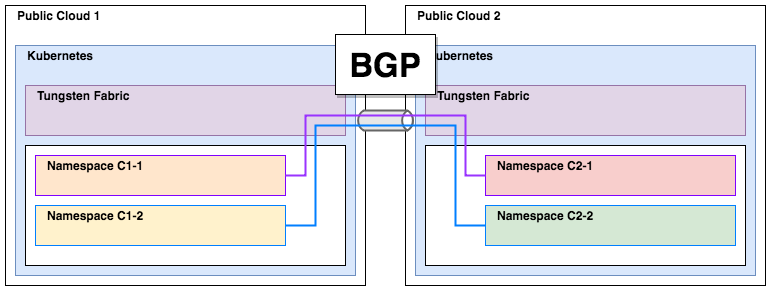 Public Cloud 1
Public Cloud 2
Kubernetes
BGP
ubernetes
Tungsten Fabric
Tungsten Fabric
Namespace C1-1
Namespace C2-1
Namespace C1-2
Namespace C2-2